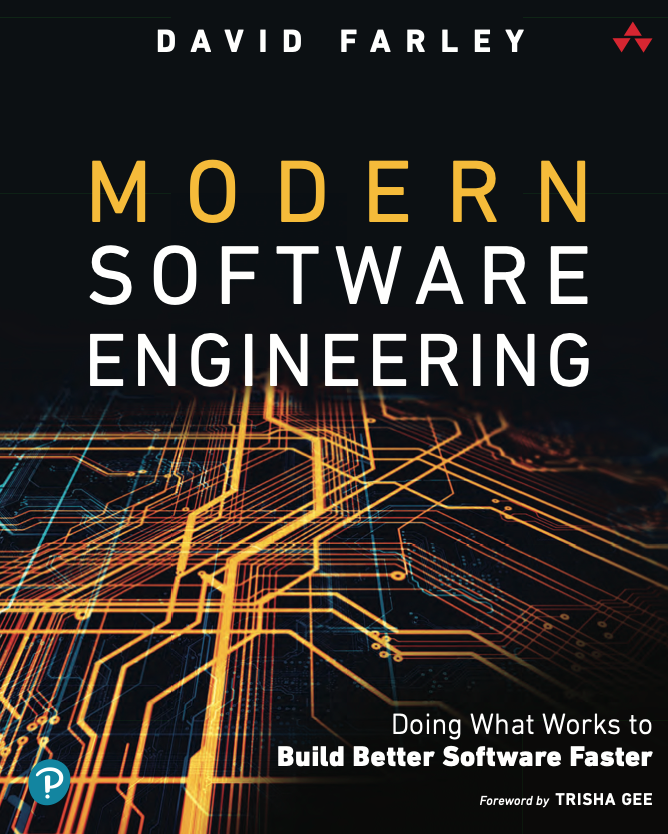 DAVID FARLEY
MODERN
SOFTWARE
ENGINEERING
Doing What Works to
Build Better Software Faster
Foreword by TRISHA GEE
P